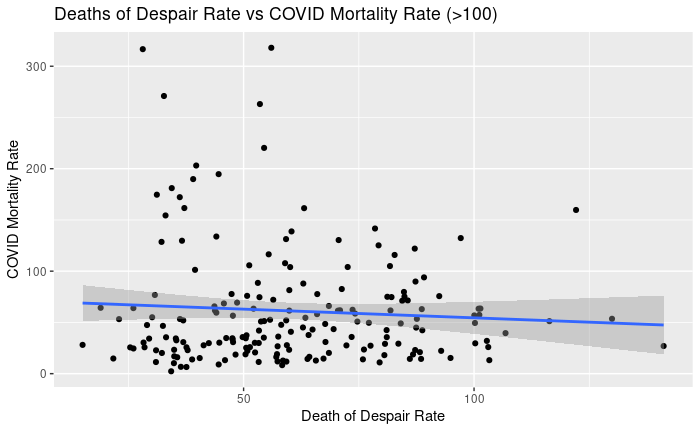 Deaths of Despair Rate vs COVID Mortality Rate (>100)
COVID Mortality Rate
300
200
100
0
50
100
Death of Despair Rate